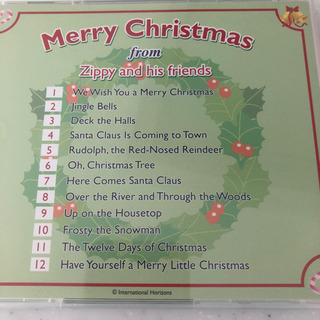 Merry Christmas
from
Zippy and his friends
1 We Wish You a Merry Christmas
2 Jingle Bells
3 Deck the Halls
4 Santa Claus Is Coming to Town
5 Rudolph, the Red-Nosed Reindeer
6 Oh, Christmas Tree
7 Here Comes Santa Claus
8 Over the River and Through the Woods
9 Up on the Housetop
10 Frosty the Snowman
11 The Twelve Days of Christmas
12 Have Yourself a Merry Little Christmas
© International Horizons